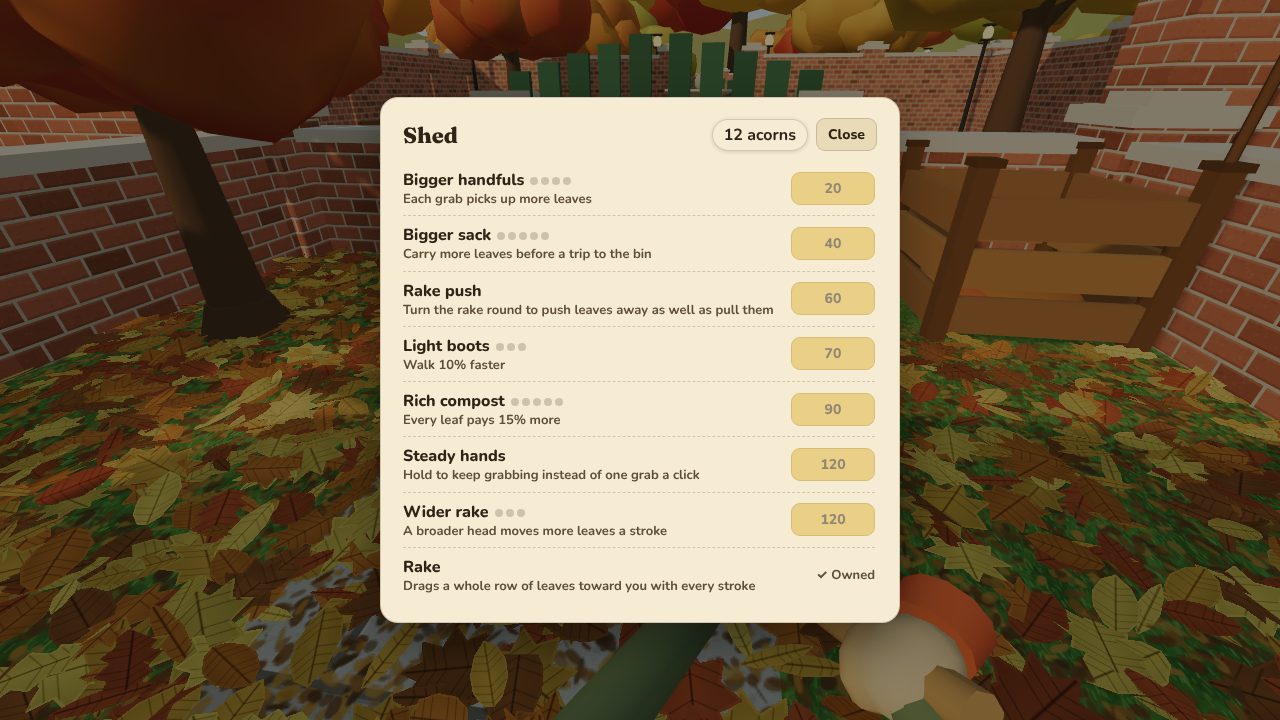 Shed
12 acorns
Close
Bigger handfuls
Each grab picks up more leaves
20
Bigger sack
Carry more leaves before a trip to the bin
40
Rake push
Turn the rake round to push leaves away as well as pull them
60
Light boots
Walk 10% faster
70
Rich compost
Every leaf pays 15% more
90
Steady hands
Hold to keep grabbing instead of one grab a click
120
Wider rake
A broader head moves more leaves a stroke
120
Rake
Drags a whole row of leaves toward you with every stroke
✓ Owned